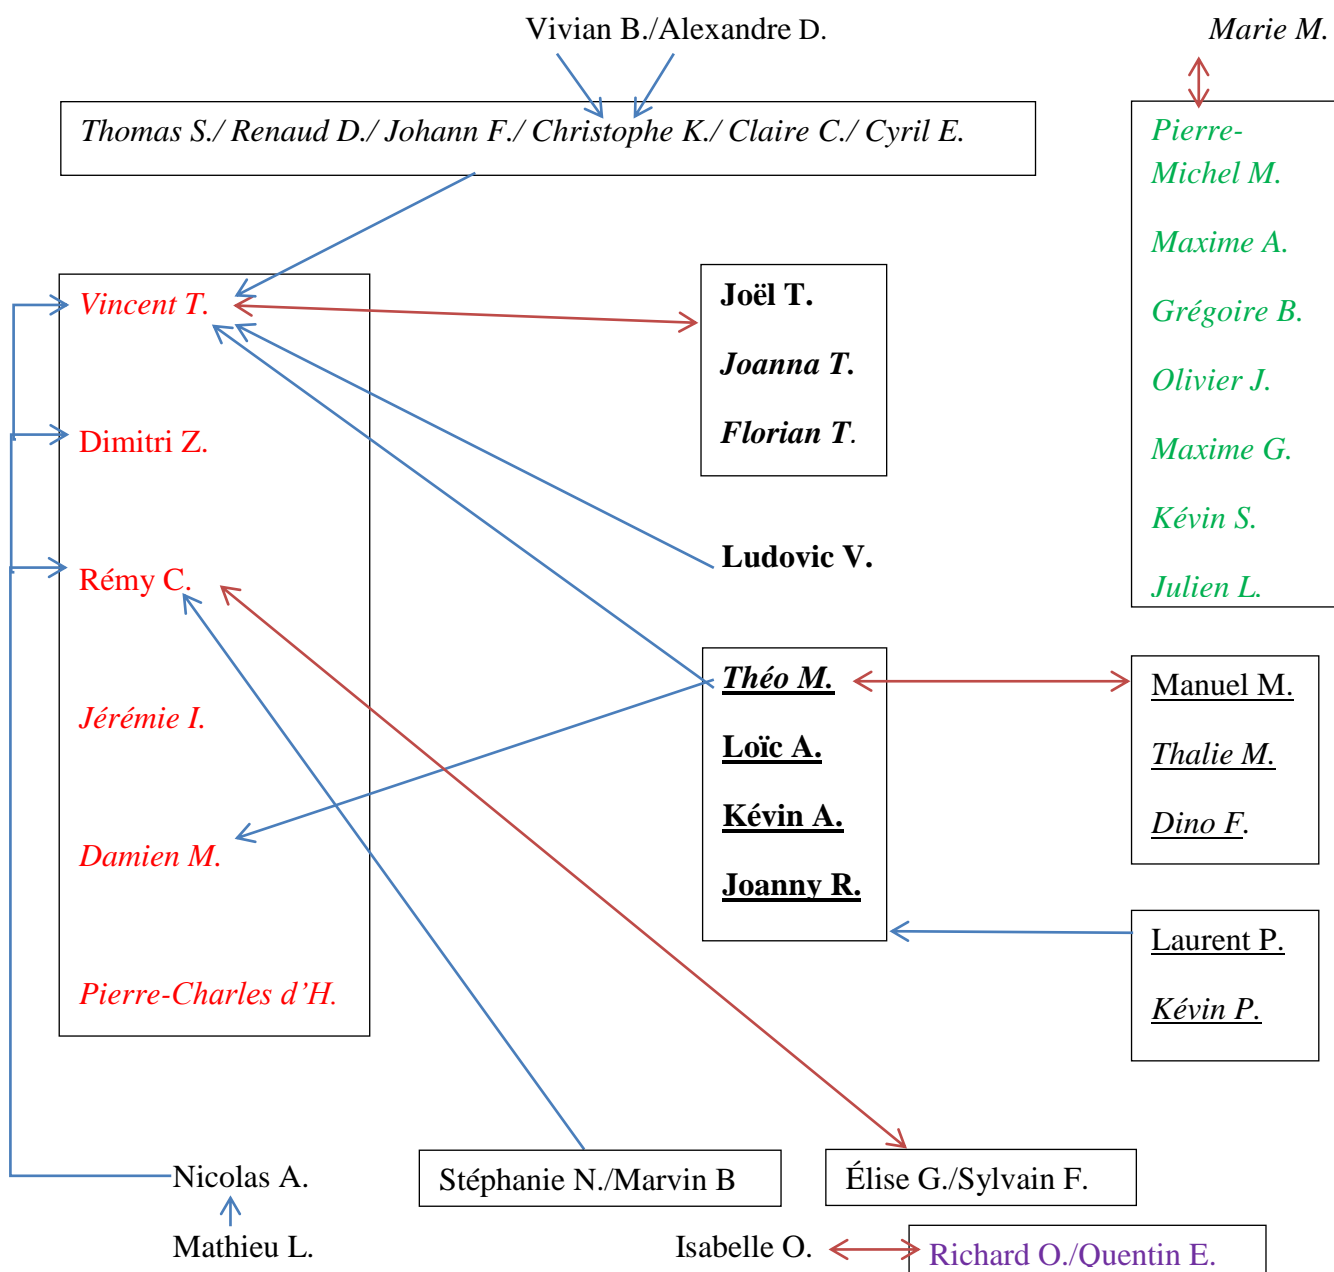 Vivian B./Alexandre D.
Marie M.
Thomas S./ Renaud D./ Johann F./ Christophe K./ Claire C./ Cyril E.
Pierre-
Michel M.
Maxime A.
Grégoire B.
Olivier J.
Maxime G.
Kévin S.
Julien L.
Vincent T.
Dimitri Z.
Rémy C.
Jérémie I.
Damien M.
Pierre-Charles d’H.
Joël T.
Joanna T.
Florian T.
Ludovic V.
Théo M.
Loïc A.
Kévin A.
Joanny R.
Manuel M.
Thalie M.
Dino F.
Laurent P.
Kévin P.
Nicolas A.
Stéphanie N./Marvin B
Élise G./Sylvain F.
Mathieu L.
Isabelle O.
Richard O./Quentin E.